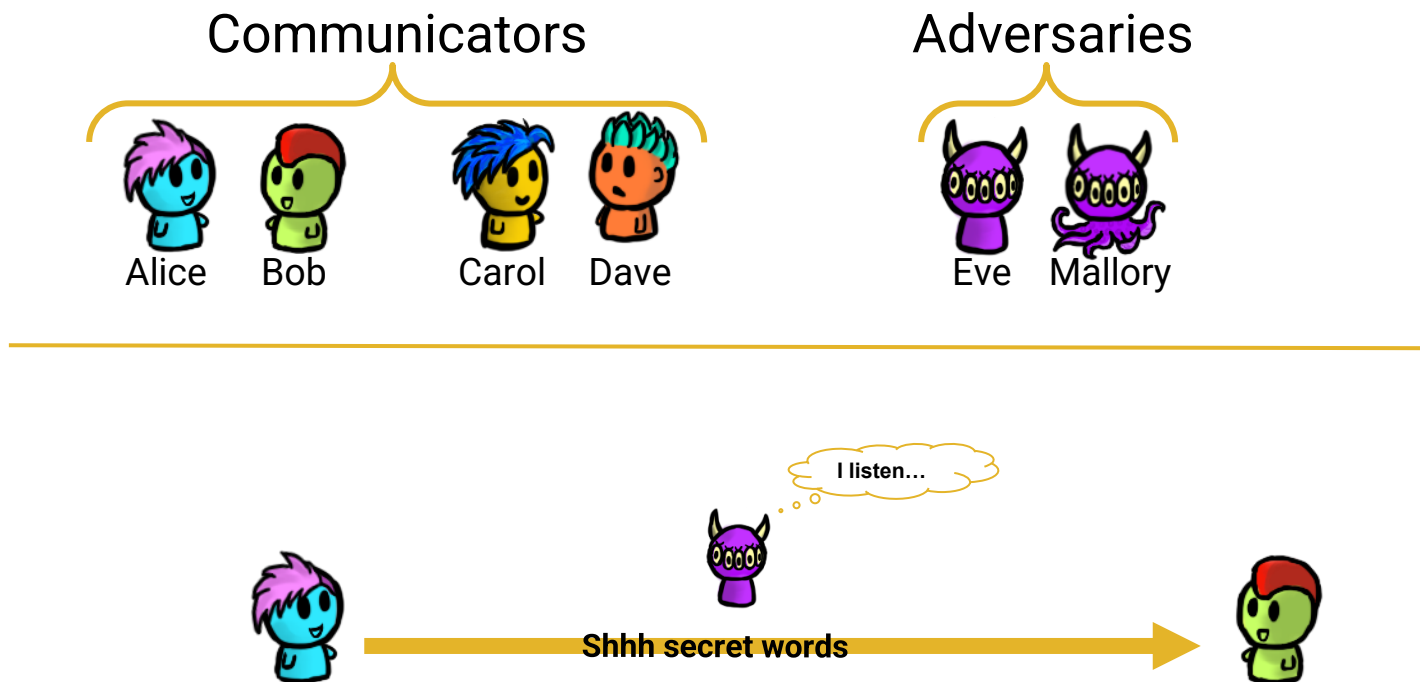 Communicators
Adversaries
Alice
Bob
Carol
Dave
Eve
Mallory
I listen…
Shhh secret words